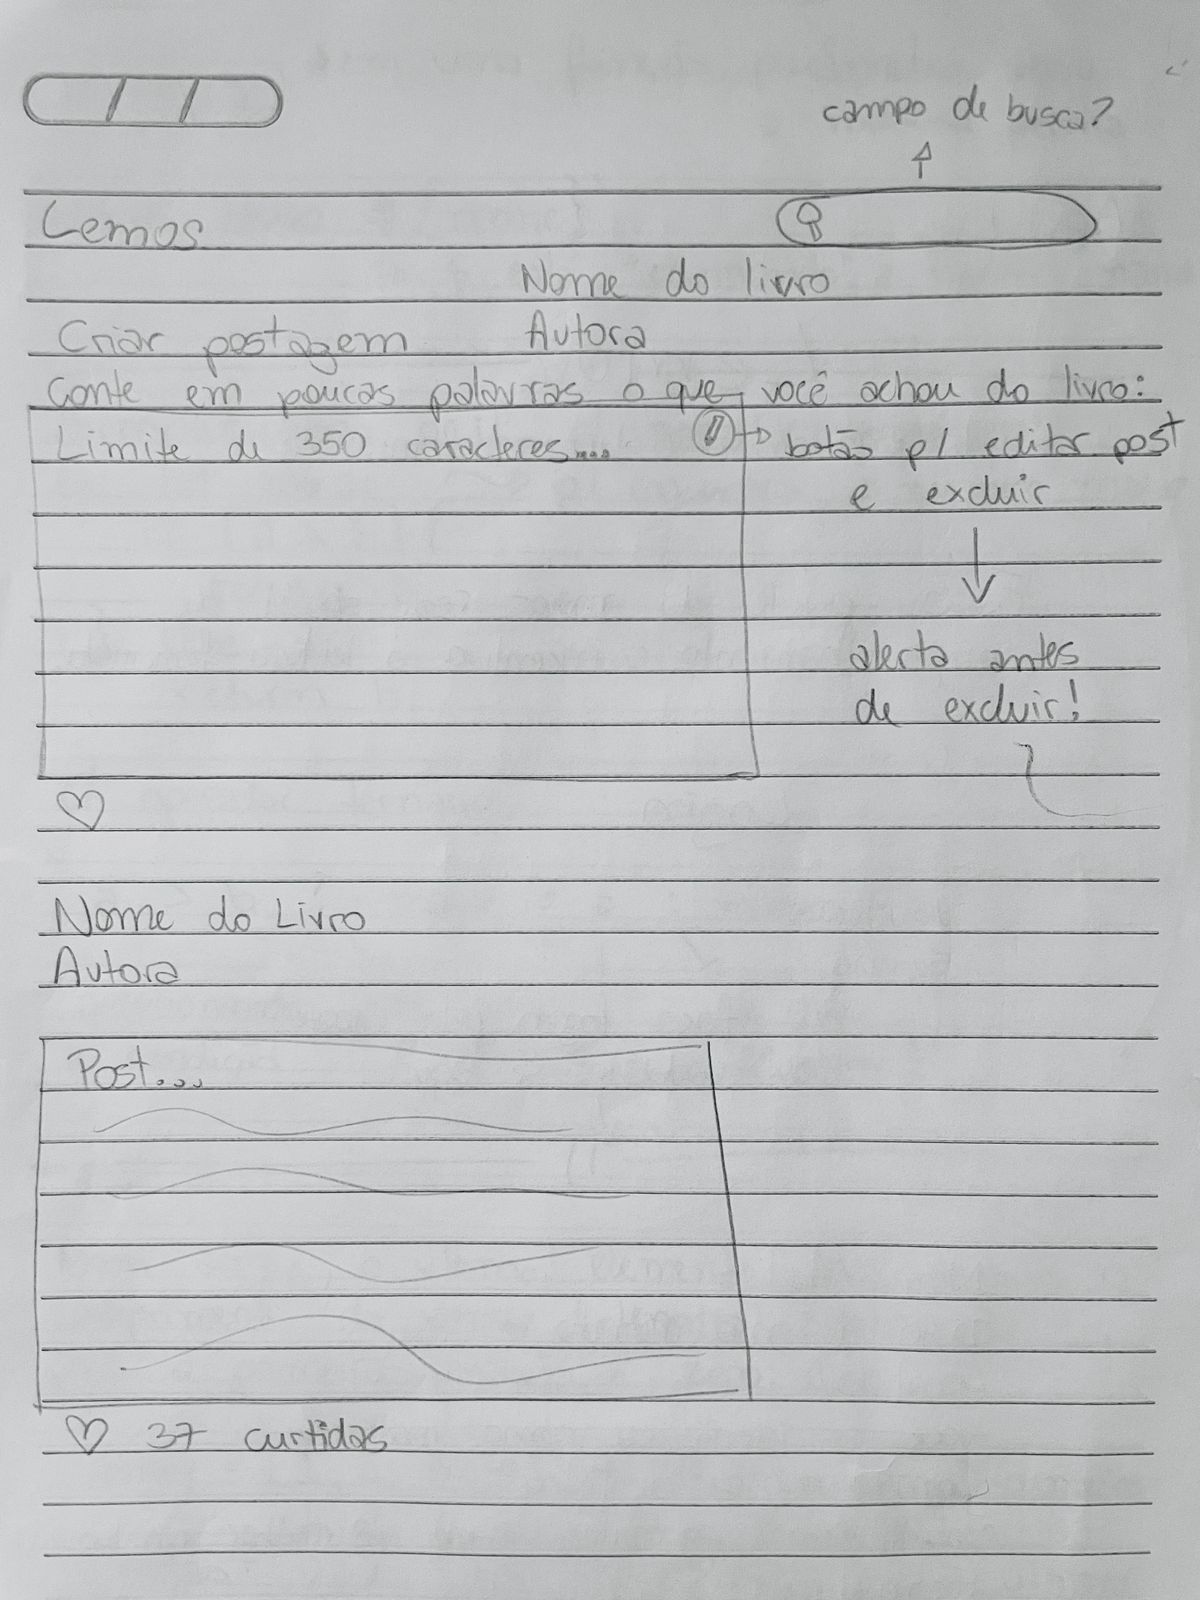 campo de busca?
Lemos
Nome do livro
Criar postagem Autora
Conte em poucas palavras o que você achou do livro:
Limite de 350 caracteres... botão p/ editar post
e excluir
alerta antes
de excluir!
Nome do Livro
Autora
Post...
37 curtidas